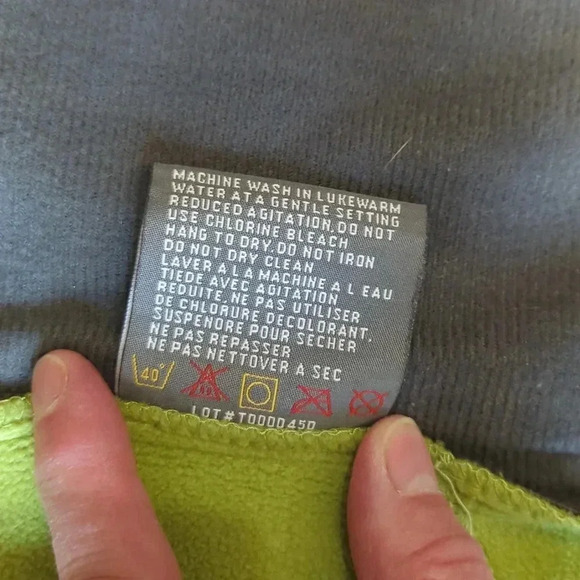 MACHINE WASH IN LUKEWARM
WATER AT A GENTLE SETTING
REDUCED AGITATION. DO NOT
USE CHLORINE BLEACH
HANG TO DRY. DO NOT IRON
DO NOT DRY CLEAN
LAVER A LA MACHINE A L EAU
TIEDE AVEC AGITATION
REDUITE. NE PAS UTILISER
DE CHLORURE DECOLORANT.
SUSPENDRE POUR SECHER
NE PAS REPASSER
NE PAS NETTOVER A SEC
40°
LOT#T0000450